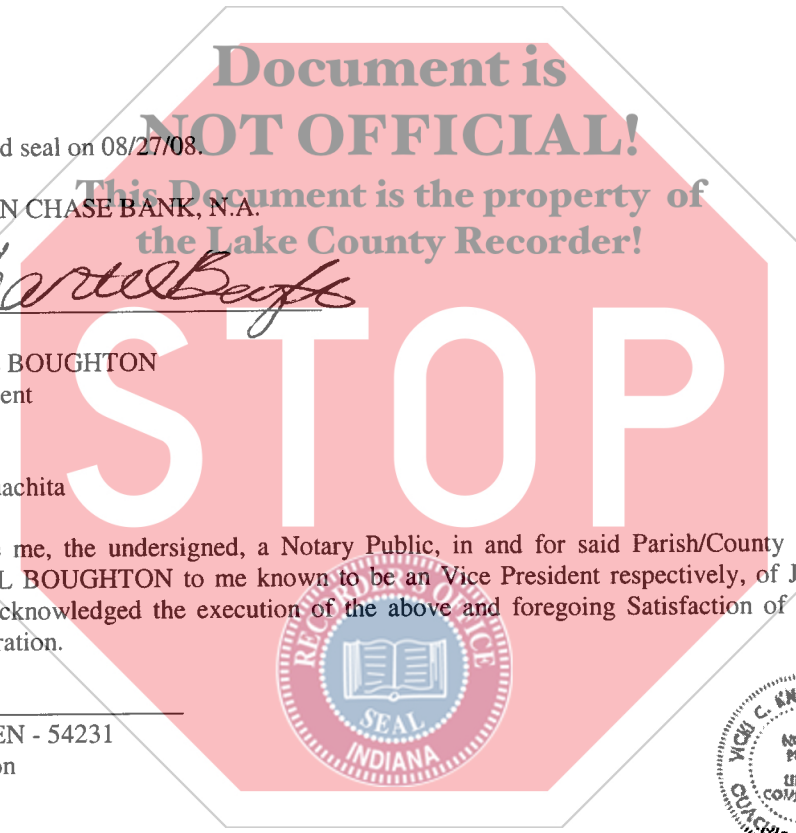 Document is
NOT OFFICIAL!
d seal on 08/27/08.
This Document is the property of
N CHASE BANK, N.A.
the Lake County Recorder!
STOP
BOUGHTON
ent
achita
me, the undersigned, a Notary Public, in and for said Parish/County
L BOUGHTON to me known to be an Vice President respectively, of J
cknowledged the execution of the above and foregoing Satisfaction of
ration.
RECORDER'S OFFICE
SEAL
INDIANA
EN - 54231
on
VICKI C. KN